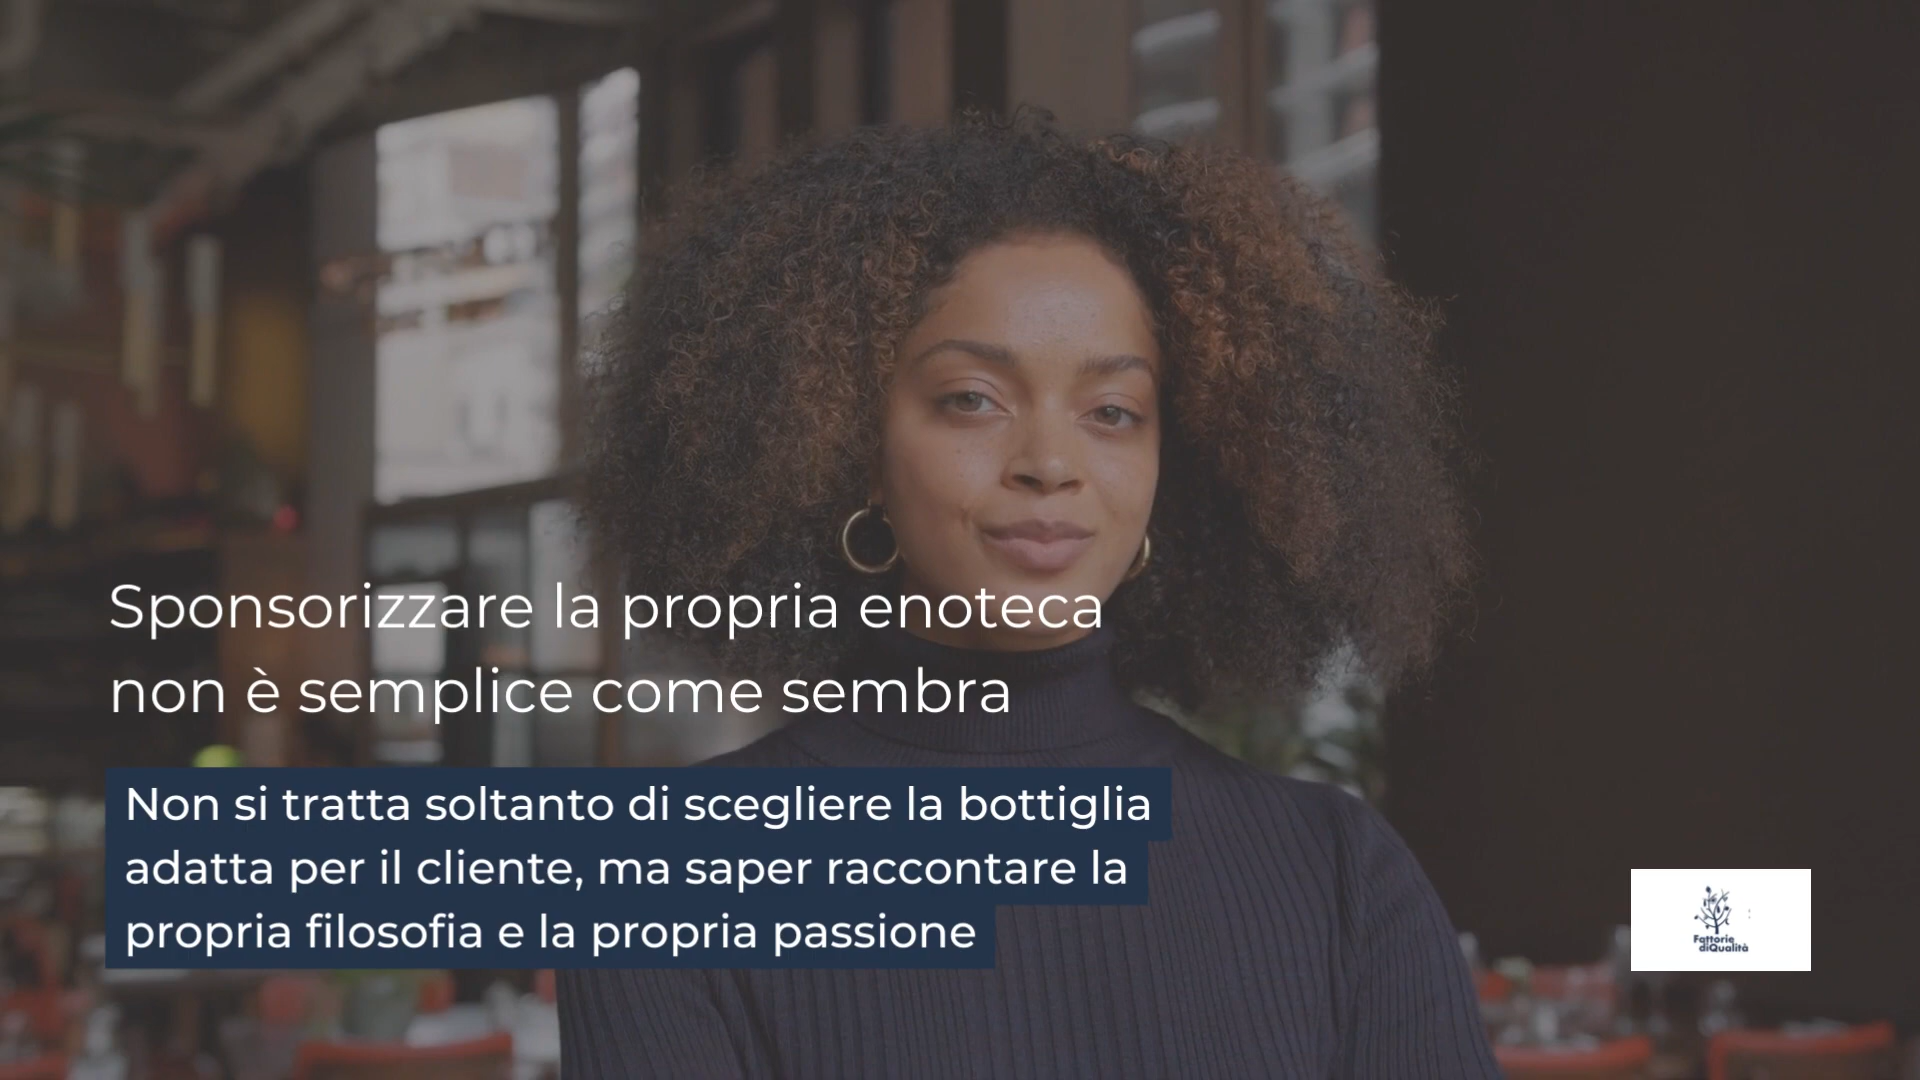 Sponsorizzare la propria enoteca
non è semplice come sembra
Non si tratta soltanto di scegliere la bottiglia
adatta per il cliente, ma saper raccontare la
propria filosofia e la propria passione
Fattorie
diQualità